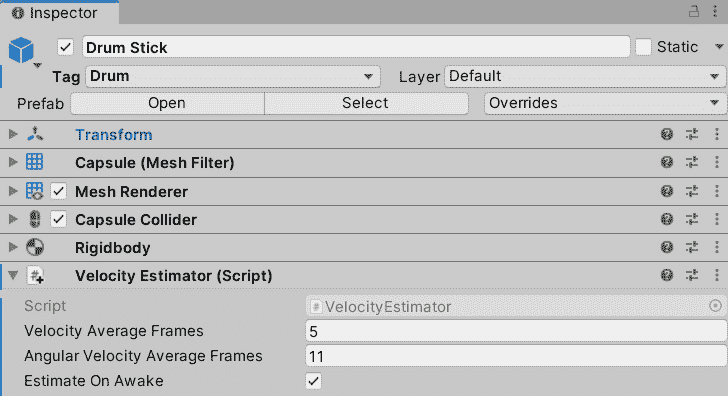 Inspector
Drum Stick Static
Tag Drum Layer Default
Prefab Open Select Overrides
Transform
Capsule (Mesh Filter)
Mesh Renderer
Capsule Collider
Rigidbody
# Velocity Estimator (Script)
Script # VelocityEstimator
Velocity Average Frames 5
Angular Velocity Average Frames 11
Estimate On Awake